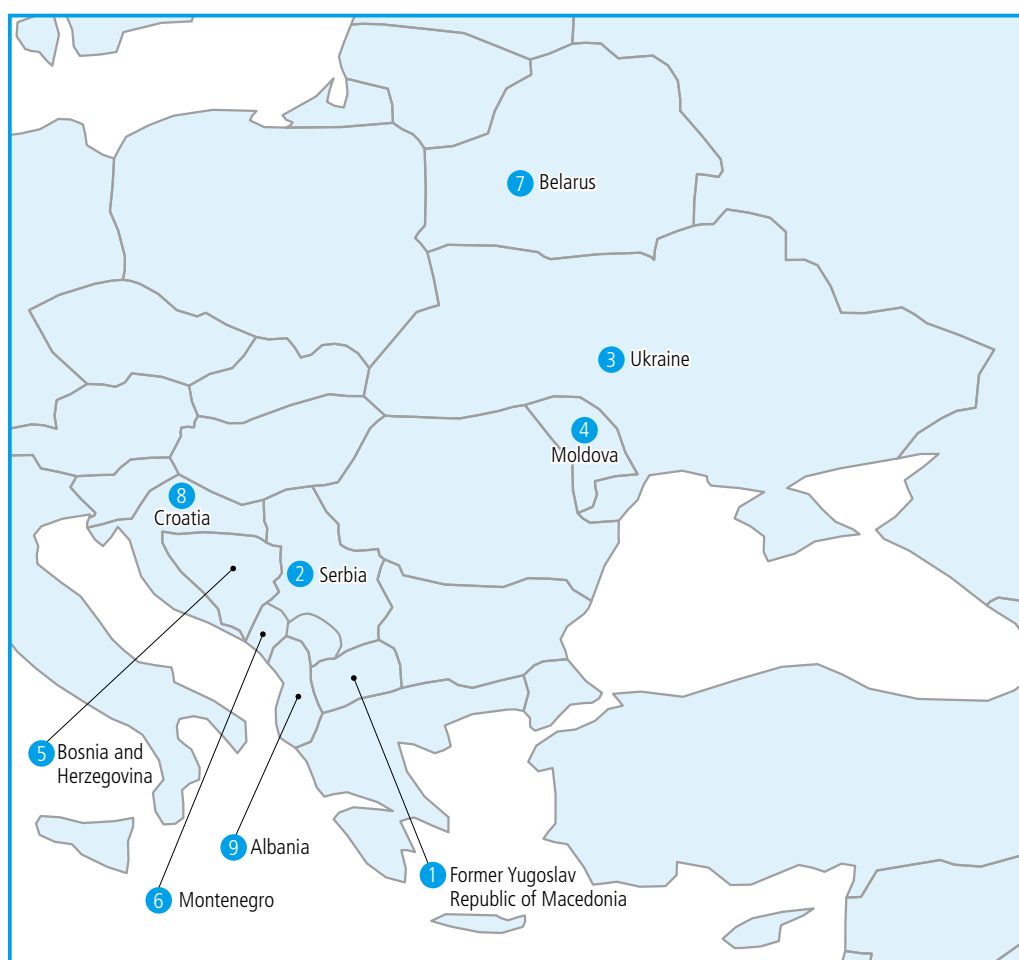 7 Belarus
3 Ukraine
4
Moldova
8
Croatia
2 Serbia
5 Bosnia and
Herzegovina
9 Albania
1 Former Yugoslav
Republic of Macedonia
6 Montenegro